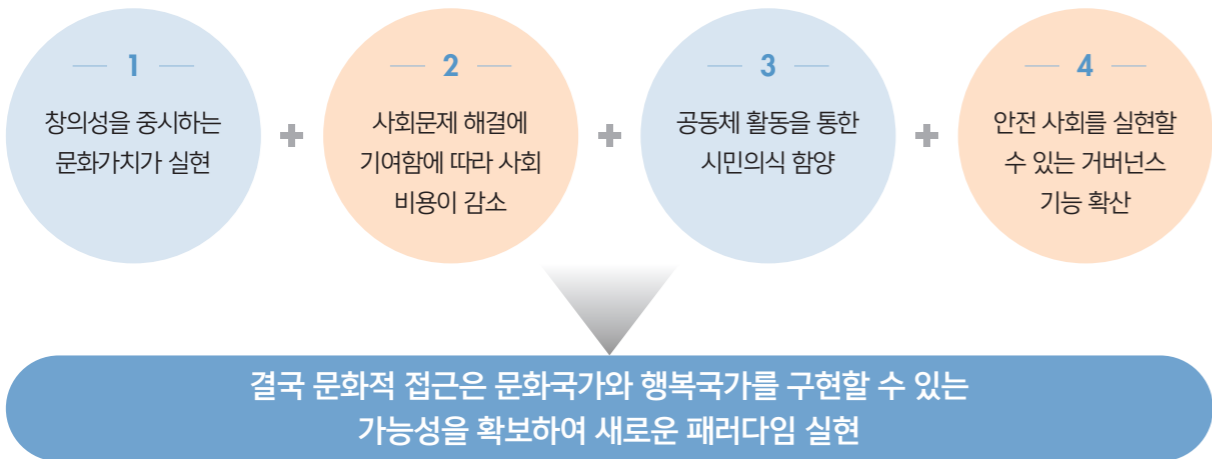 1
창의성을 중시하는
문화가치가 실현
2
사회문제 해결에
기여함에 따라 사회
비용이 감소
3
공동체 활동을 통한
시민의식 함양
4
안전 사회를 실현할
수 있는 거버넌스
기능 확산
결국 문화적 접근은 문화국가와 행복국가를 구현할 수 있는
가능성을 확보하여 새로운 패러다임 실현